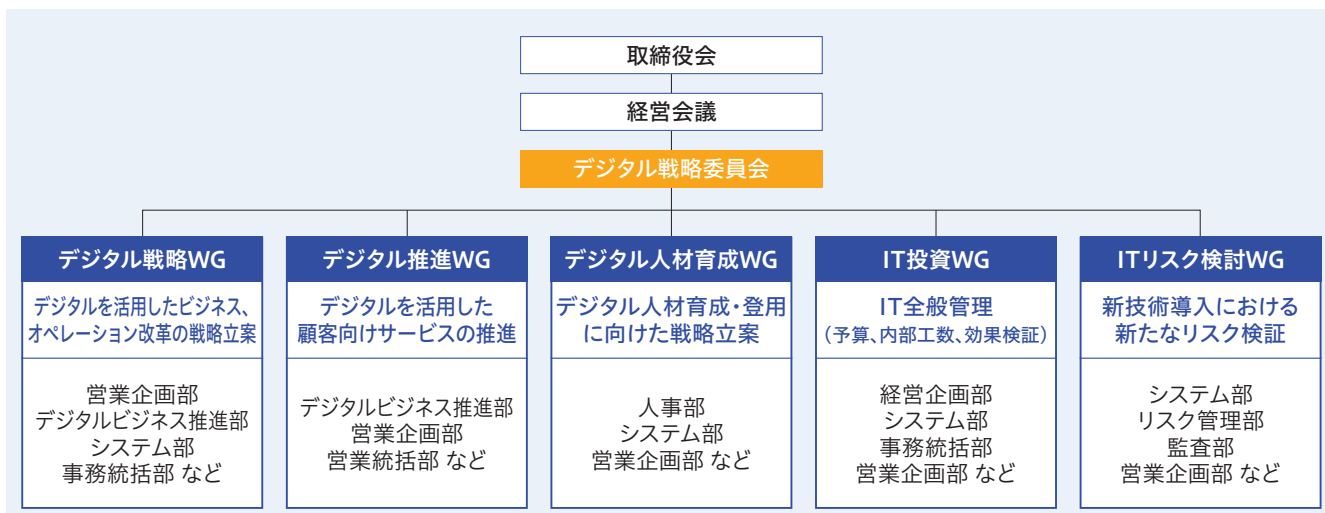 取締役会
経営会議
デジタル戦略委員会
デジタル戦略WG
デジタルを活用したビジネス、
オペレーション改革の戦略立案
営業企画部
デジタルビジネス推進部
システム部
事務統括部 など
デジタル推進WG
デジタルを活用した
顧客向けサービスの推進
デジタルビジネス推進部
営業企画部
営業統括部 など
デジタル人材育成WG
デジタル人材育成・登用
に向けた戦略立案
人事部
システム部
営業企画部 など
IT投資WG
IT全般管理
（予算、内部工数、効果検証）
経営企画部
システム部
事務統括部
営業企画部 など
ITリスク検討WG
新技術導入における
新たなリスク検証
システム部
リスク管理部
監査部
営業企画部 など